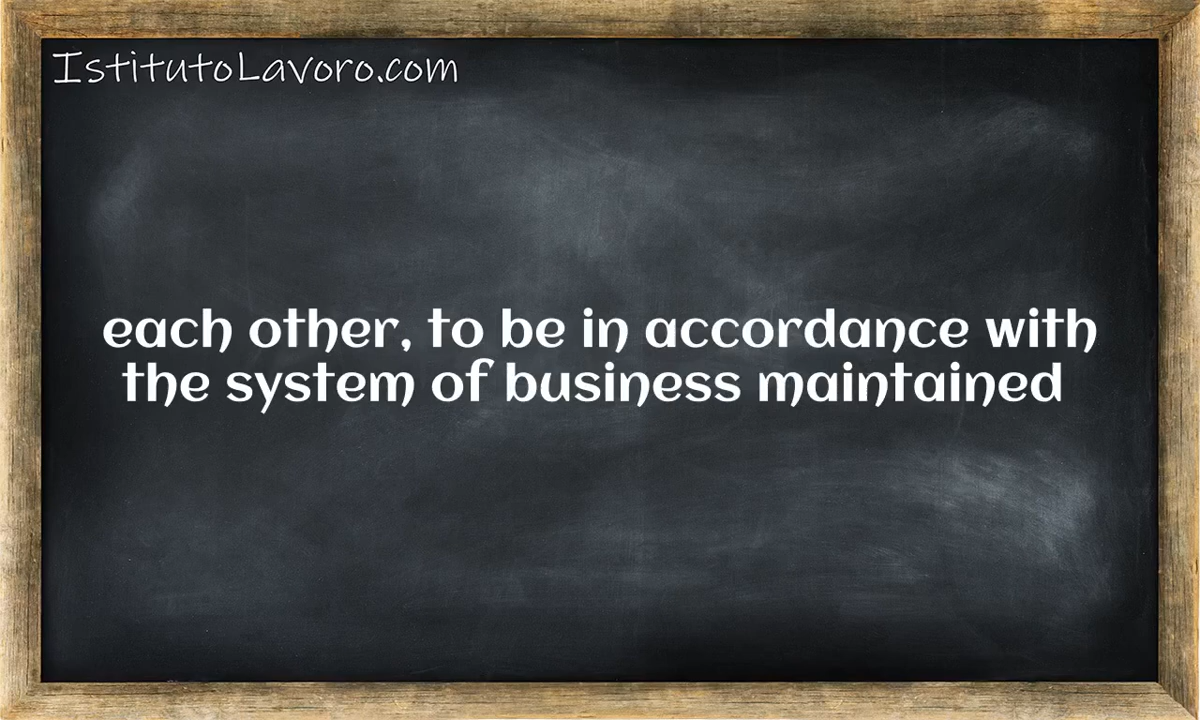 IstitutoLavoro.com
each other, to be in accordance with
the system of business maintained